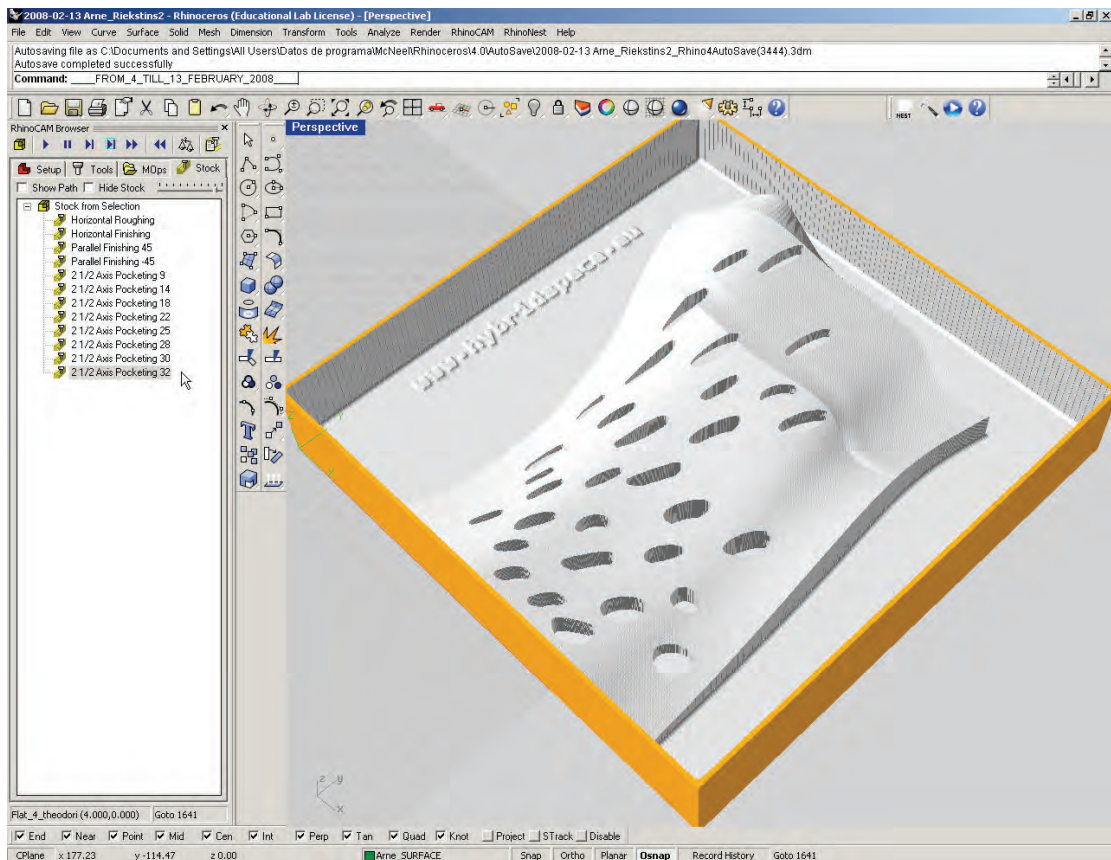 2008-02-13 Arne_Riekstins2 - Rhinoceros (Educational Lab License) - [Perspective]
File Edit View Curve Surface Solid Mesh Dimension Transform Tools Analyze Render RhinoCAM RhinoNest Help
Autosaving file as C:\Documents and Settings\All Users\Datos de programa\McNeel\Rhinoceros\4.0\AutoSave\2008-02-13 Arne_Riekstins2_Rhino4AutoSave(3444).3dm
Autosave completed successfully
Command: ____FROM_4_TILL_13_FEBRUARY_2008____
NEST
RhinoCAM Browser
Perspective
Setup Tools MOps Stock
Show Path Hide Stock
Stock from Selection
Horizontal Roughing
Horizontal Finishing
Parallel Finishing 45
Parallel Finishing -45
2 1/2 Axis Pocketing 9
2 1/2 Axis Pocketing 14
2 1/2 Axis Pocketing 18
2 1/2 Axis Pocketing 22
2 1/2 Axis Pocketing 25
2 1/2 Axis Pocketing 28
2 1/2 Axis Pocketing 30
2 1/2 Axis Pocketing 32
www.hybridspace.eu
z y
x
Flat_4_theodori (4.000,0.000) Goto 1641
End Near Point Mid Cen Int Perp Tan Quad Knot Project STrack Disable
CPlane x 177.23 y -114.47 z 0.00 Arne_SURFACE Snap Ortho Planar Osnap Record History Goto 1641